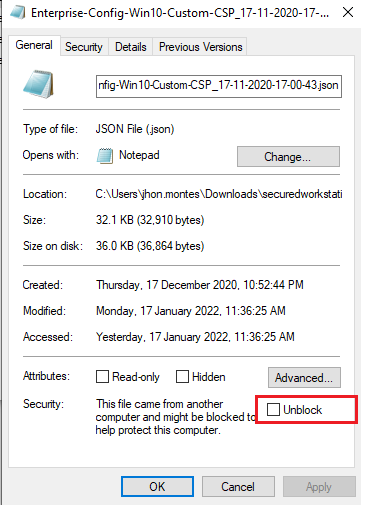 Enterprise-Config-Win10-Custom-CSP_17-11-2020-17-...
General Security Details Previous Versions
nfig-Win10-Custom-CSP_17-11-2020-17-00-43.json
Type of file: JSON File (.json)
Opens with: Notepad Change...
Location: C:\Users\jhon.montes\Downloads\securedworkstati
Size: 32.1 KB (32,910 bytes)
Size on disk: 36.0 KB (36,864 bytes)
Created: Thursday, 17 December 2020, 10:52:44 PM
Modified: Monday, 17 January 2022, 11:36:25 AM
Accessed: Yesterday, 17 January 2022, 11:36:25 AM
Attributes: Read-only Hidden Advanced...
Security: This file came from another
computer and might be blocked to
help protect this computer.
Unblock
OK Cancel Apply